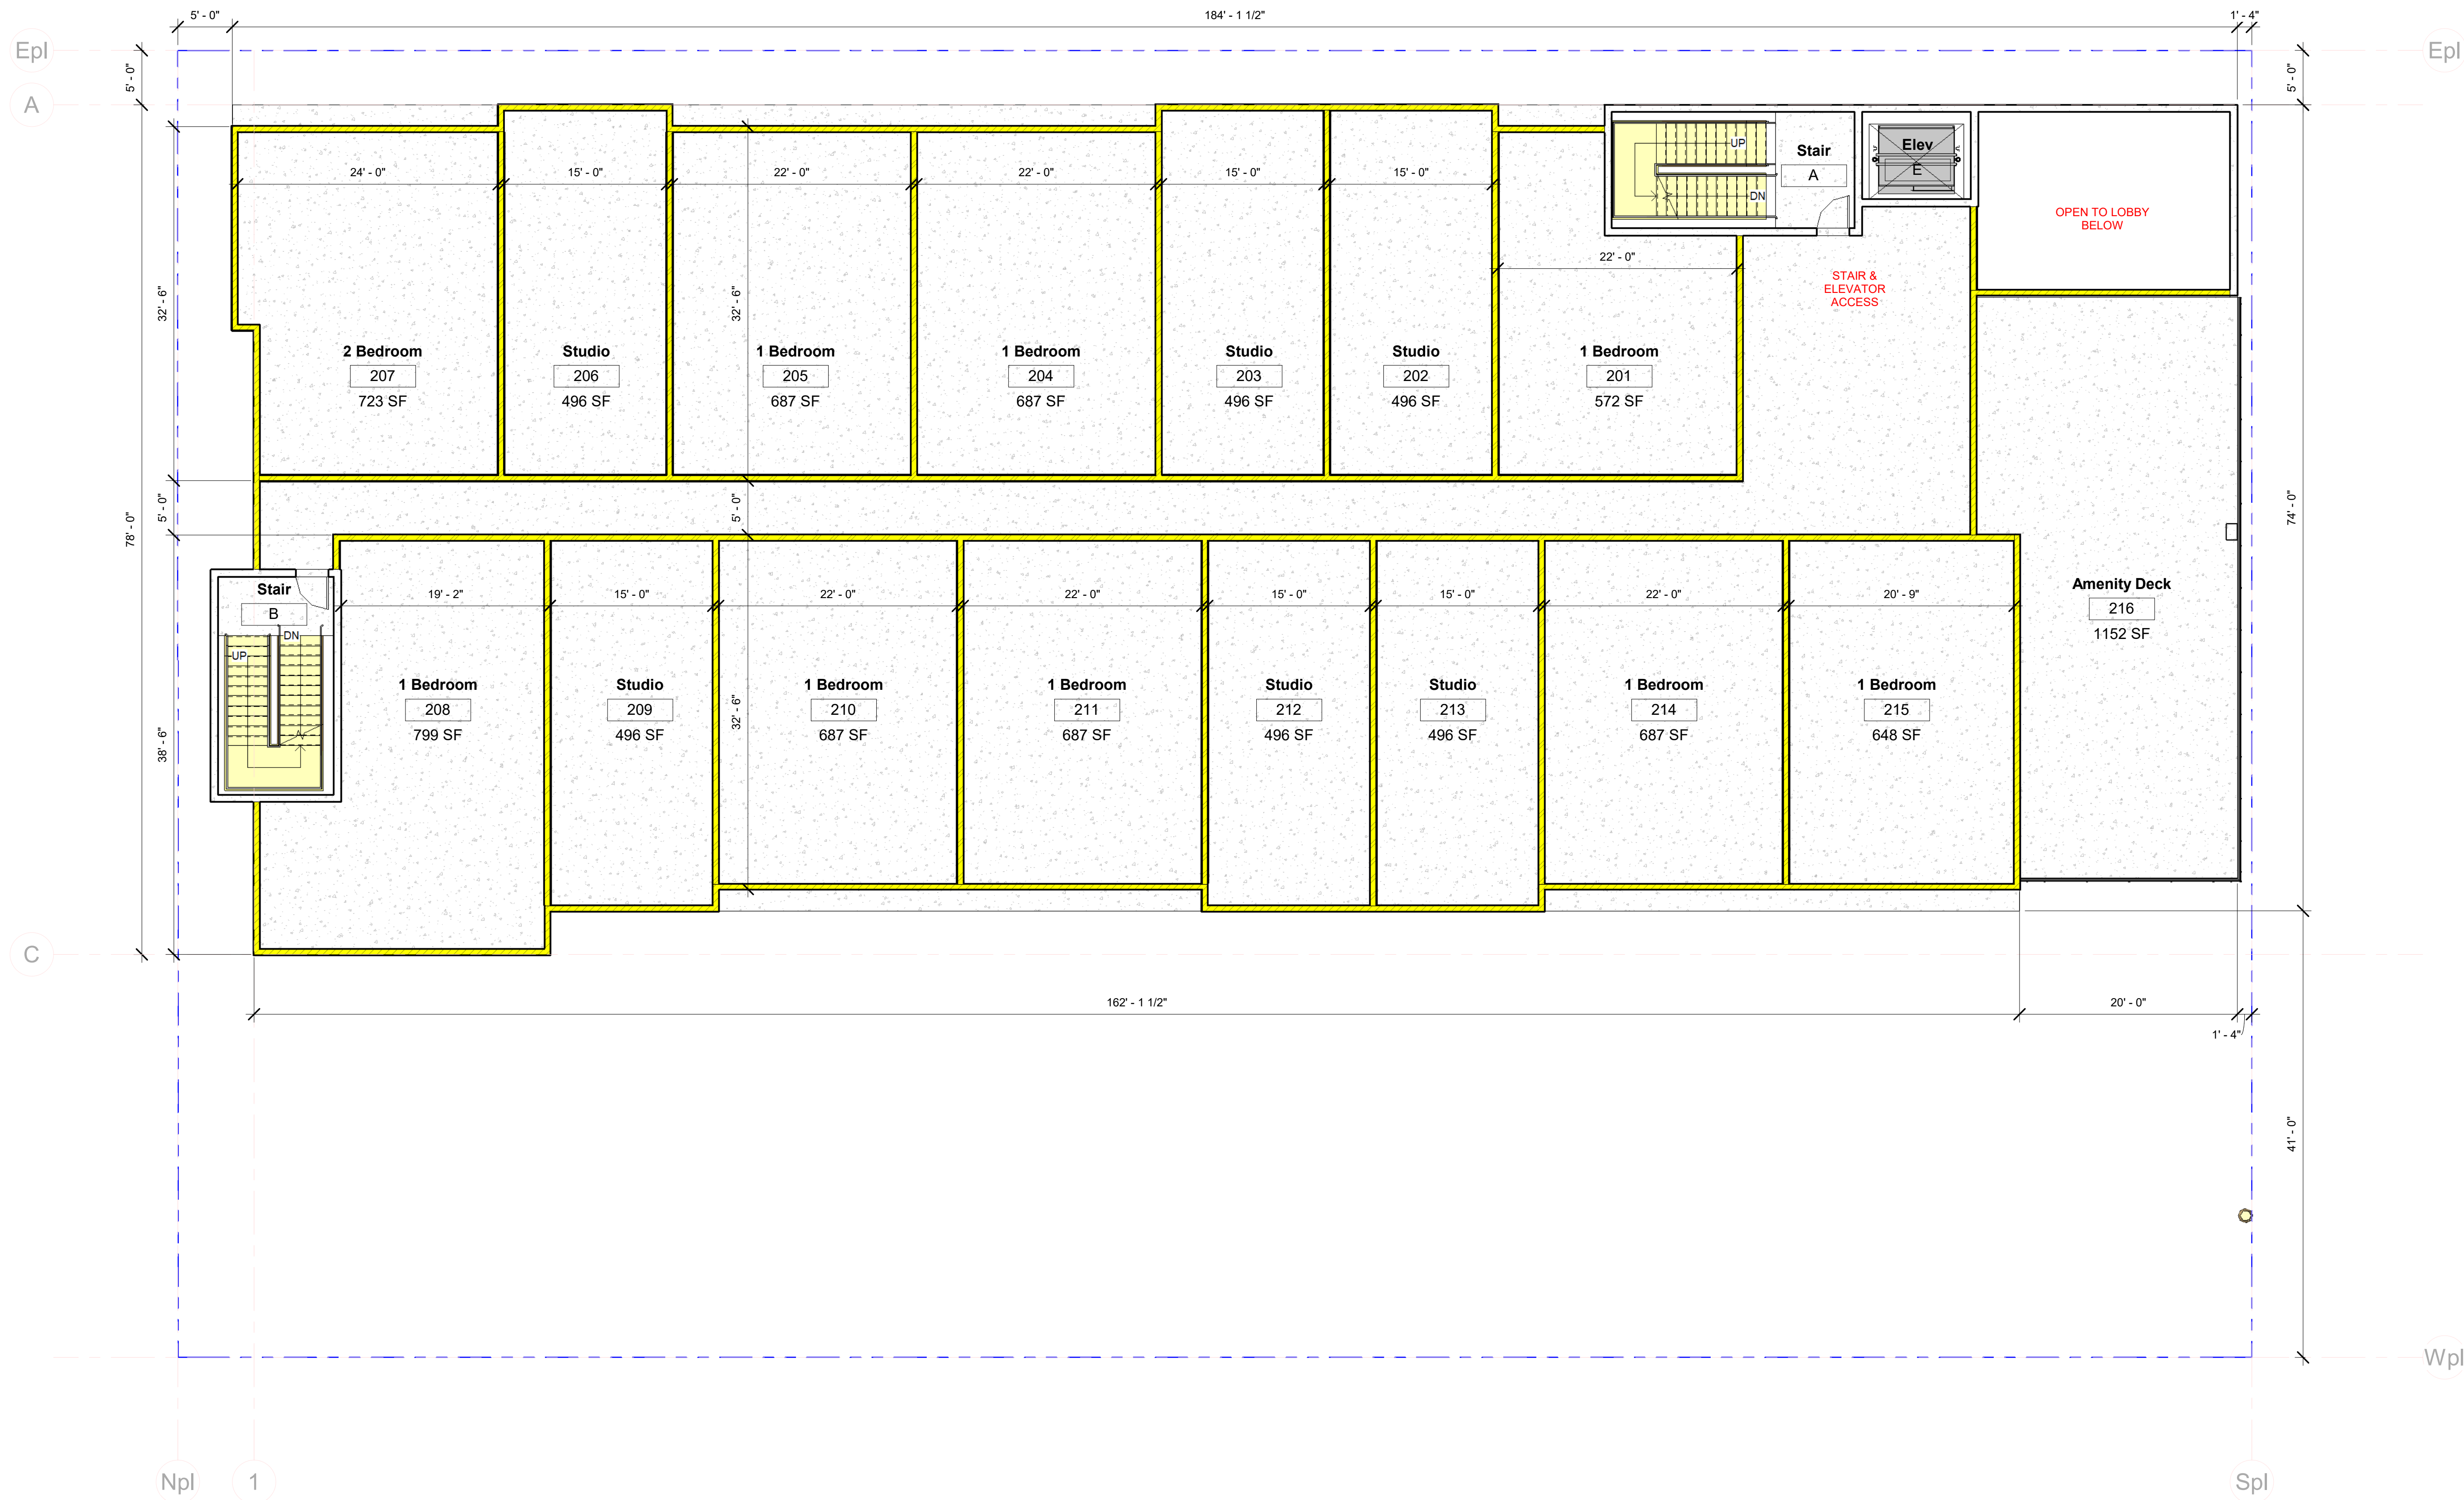 5' - 0"
184' - 1 1/2"
1' - 4"
Epl
Epl
5' - 0"
5' - 0"
A
UP
Stair
A
DN
Elev
E
OPEN TO LOBBY
BELOW
24' - 0"
15' - 0"
22' - 0"
22' - 0"
15' - 0"
15' - 0"
22' - 0"
STAIR &
ELEVATOR
ACCESS
32' - 6"
32' - 6"
2 Bedroom
207
723 SF
Studio
206
496 SF
1 Bedroom
205
687 SF
1 Bedroom
204
687 SF
Studio
203
496 SF
Studio
202
496 SF
1 Bedroom
201
572 SF
78' - 0"
5' - 0"
5' - 0"
74' - 0"
Stair
B
DN
UP
19' - 2"
15' - 0"
22' - 0"
22' - 0"
15' - 0"
15' - 0"
22' - 0"
20' - 9"
Amenity Deck
216
1152 SF
38' - 6"
32' - 6"
1 Bedroom
208
799 SF
Studio
209
496 SF
1 Bedroom
210
687 SF
1 Bedroom
211
687 SF
Studio
212
496 SF
Studio
213
496 SF
1 Bedroom
214
687 SF
1 Bedroom
215
648 SF
C
162' - 1 1/2"
20' - 0"
1' - 4"
41' - 0"
Wpl
Npl
1
Spl